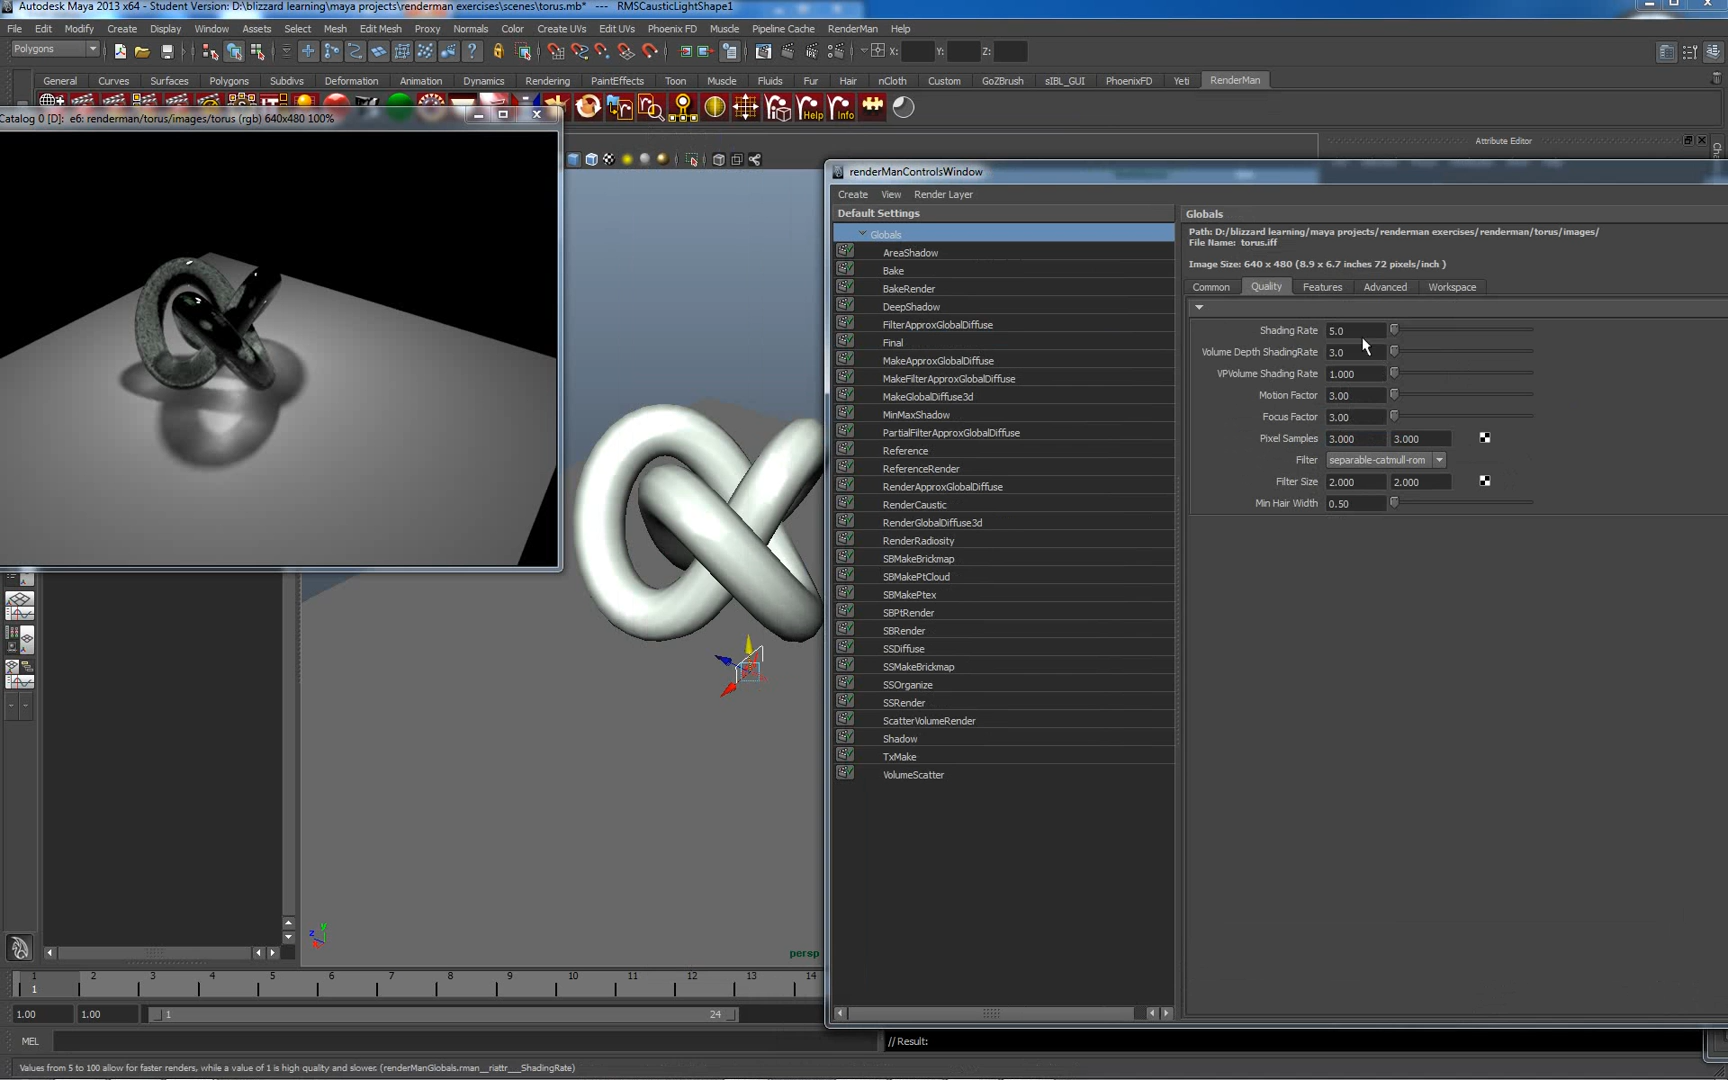 Autodesk Maya 2013 x64 - Student Version: D:\blizzard learning\maya projects\renderman exercises\scenes\torus.mb* --- RMSCausticLightShape1
File Edit Modify Create Display Window Assets Select Mesh Edit Mesh Proxy Normals Color Create UVs Edit UVs Phoenix FD Muscle Pipeline Cache RenderMan Help
Polygons X: Y: Z:
General Curves Surfaces Polygons Subdivs Deformation Animation Dynamics Rendering PaintEffects Toon Muscle Fluids Fur Hair nCloth Custom GoZBrush sIBL_GUI PhoenixFD Yeti RenderMan
Help Info
Catalog 0 [D]: e6: renderman/torus/images/torus (rgb) 640x480 100%
Attribute Editor
renderManControlsWindow
Create View Render Layer
Default Settings
Globals
AreaShadow
Bake
BakeRender
DeepShadow
FilterApproxGlobalDiffuse
Final
MakeApproxGlobalDiffuse
MakeFilterApproxGlobalDiffuse
MakeGlobalDiffuse3d
MinMaxShadow
PartialFilterApproxGlobalDiffuse
Reference
ReferenceRender
RenderApproxGlobalDiffuse
RenderCaustic
RenderGlobalDiffuse3d
RenderRadiosity
SBMakeBrickmap
SBMakePtCloud
SBMakePtex
SBPtRender
SBRender
SSDiffuse
SSMakeBrickmap
SSOrganize
SSRender
ScatterVolumeRender
Shadow
TxMake
VolumeScatter
Globals
Path: D:/blizzard learning/maya projects/renderman exercises/renderman/torus/images/
File Name: torus.iff
Image Size: 640 x 480 (8.9 x 6.7 inches 72 pixels/inch )
Common Quality Features Advanced Workspace
Shading Rate 5.0
Volume Depth ShadingRate 3.0
VPVolume Shading Rate 1.000
Motion Factor 3.00
Focus Factor 3.00
Pixel Samples 3.000 3.000
Filter separable-catmull-rom
Filter Size 2.000 2.000
Min Hair Width 0.50
y
z
x
persp
1 2 3 4 5 6 7 8 9 10 11 12 13 14
1
1.00 1.00 1 24
MEL // Result:
Values from 5 to 100 allow for faster renders, while a value of 1 is high quality and slower. (renderManGlobals.rman__riattr___ShadingRate)